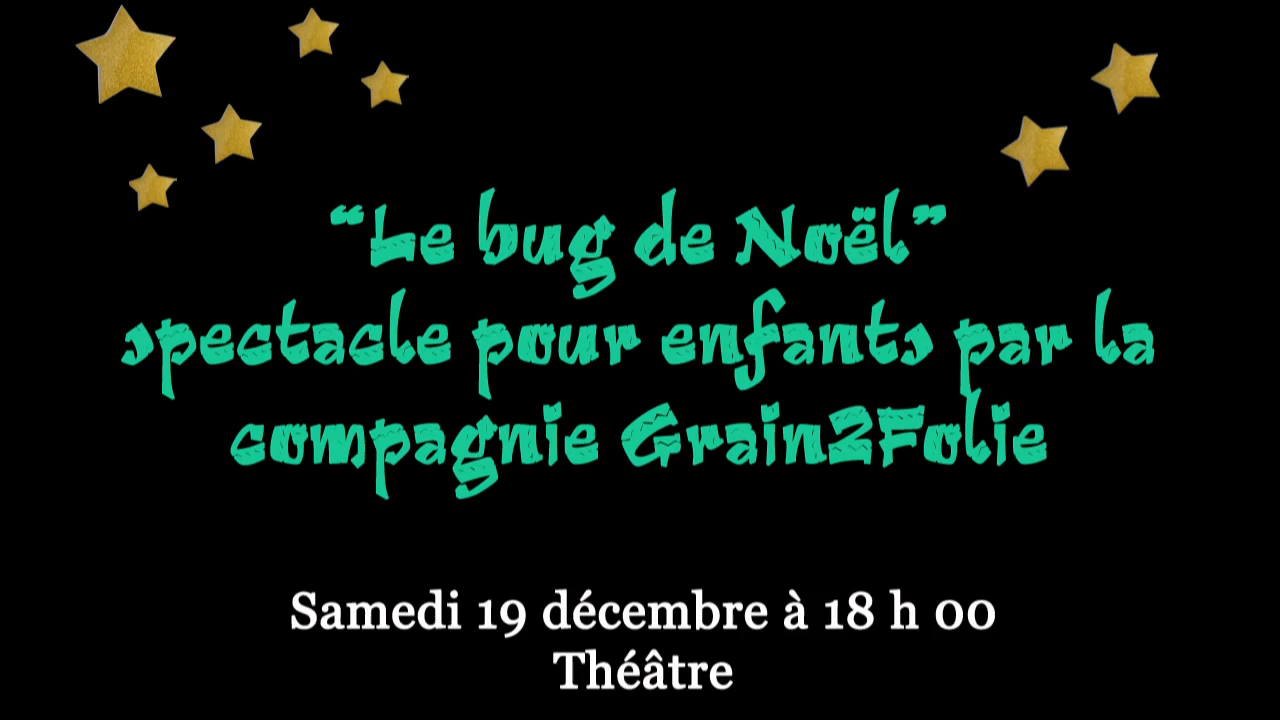 “Le bug de Noël”
spectacle pour enfants par la
compagnie Grain2Folie
Samedi 19 décembre à 18 h 00
Théâtre